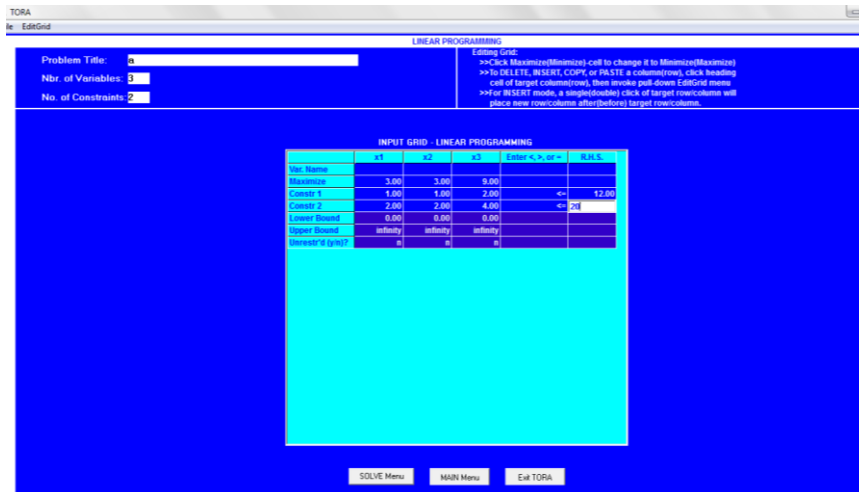 TORA
le EditGrid
LINEAR PROGRAMMING
Problem Title: a
Nbr. of Variables: 3
No. of Constraints: 2
Editing Grid:
>>Click Maximize(Minimize)-cell to change it to Minimize(Maximize)
>>To DELETE, INSERT, COPY, or PASTE a column(row), click heading
cell of target column(row), then invoke pull-down EditGrid menu
>>For INSERT mode, a single(double) click of target row/column will
place new row/column after(before) target row/column.
INPUT GRID - LINEAR PROGRAMMING
x1 x2 x3 Enter <, >, or = R.H.S.
Var. Name
Maximize 3.00 3.00 9.00
Constr 1 1.00 1.00 2.00 <= 12.00
Constr 2 2.00 2.00 4.00 <= 20
Lower Bound 0.00 0.00 0.00
Upper Bound infinity infinity infinity
Unrestr'd (y/n)? n n n
SOLVE Menu MAIN Menu Exit TORA